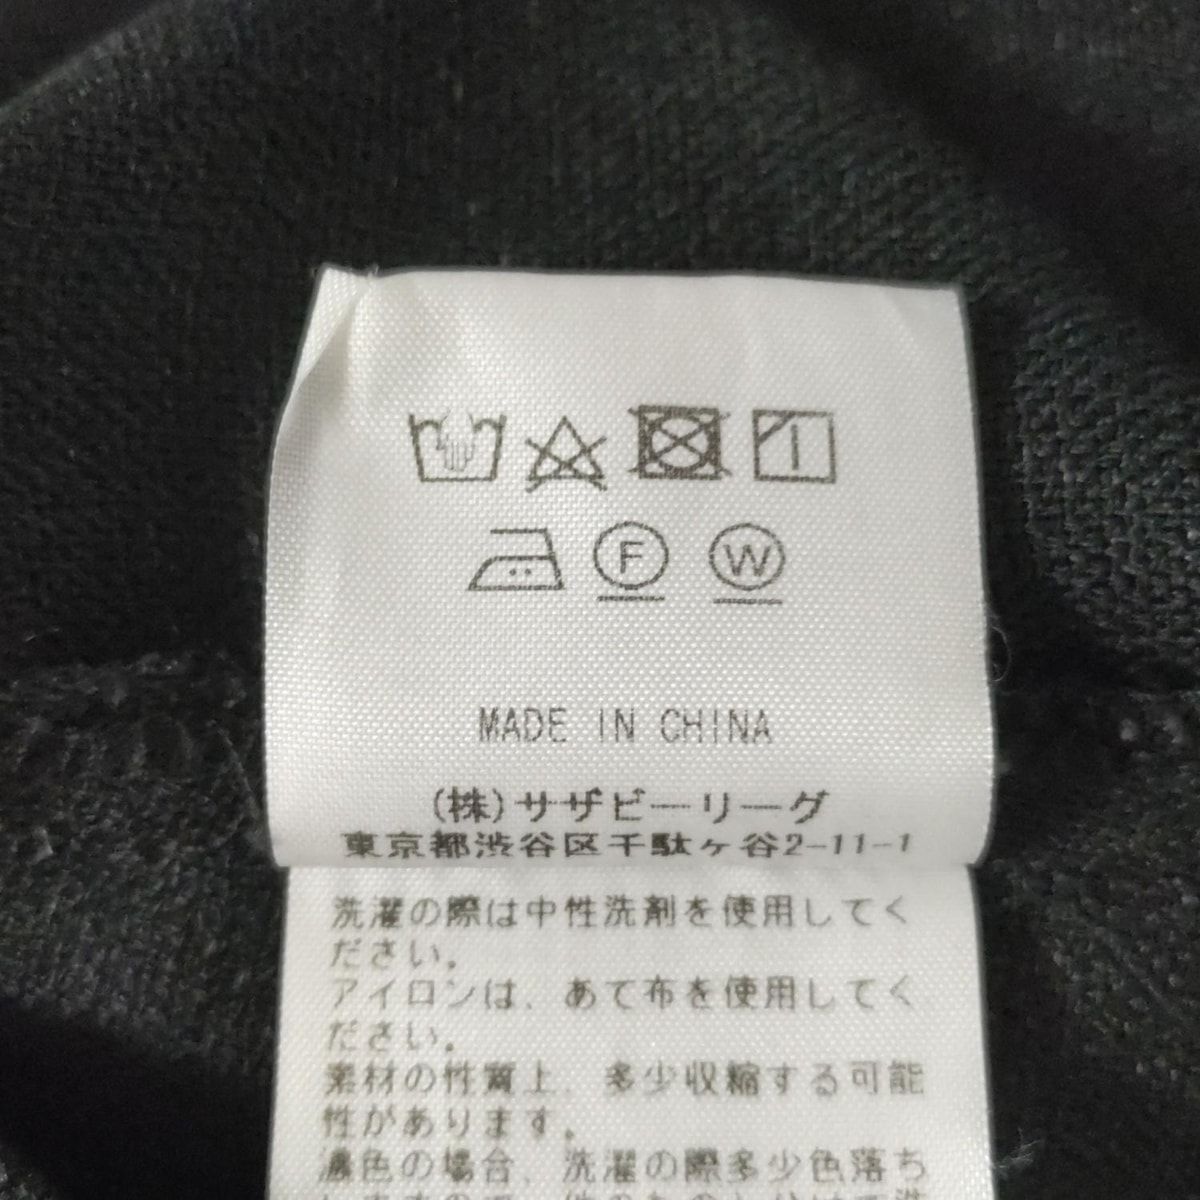 F W
MADE IN CHINA
(株)サザビーリーグ
東京都渋谷区千駄ヶ谷2-11-1
洗濯の際は中性洗剤を使用してく
ださい。
アイロンは、あて布を使用してく
ださい。
素材の性質上、多少収縮する可能
性があります。
濃色の場合、洗濯の際多少色落ち